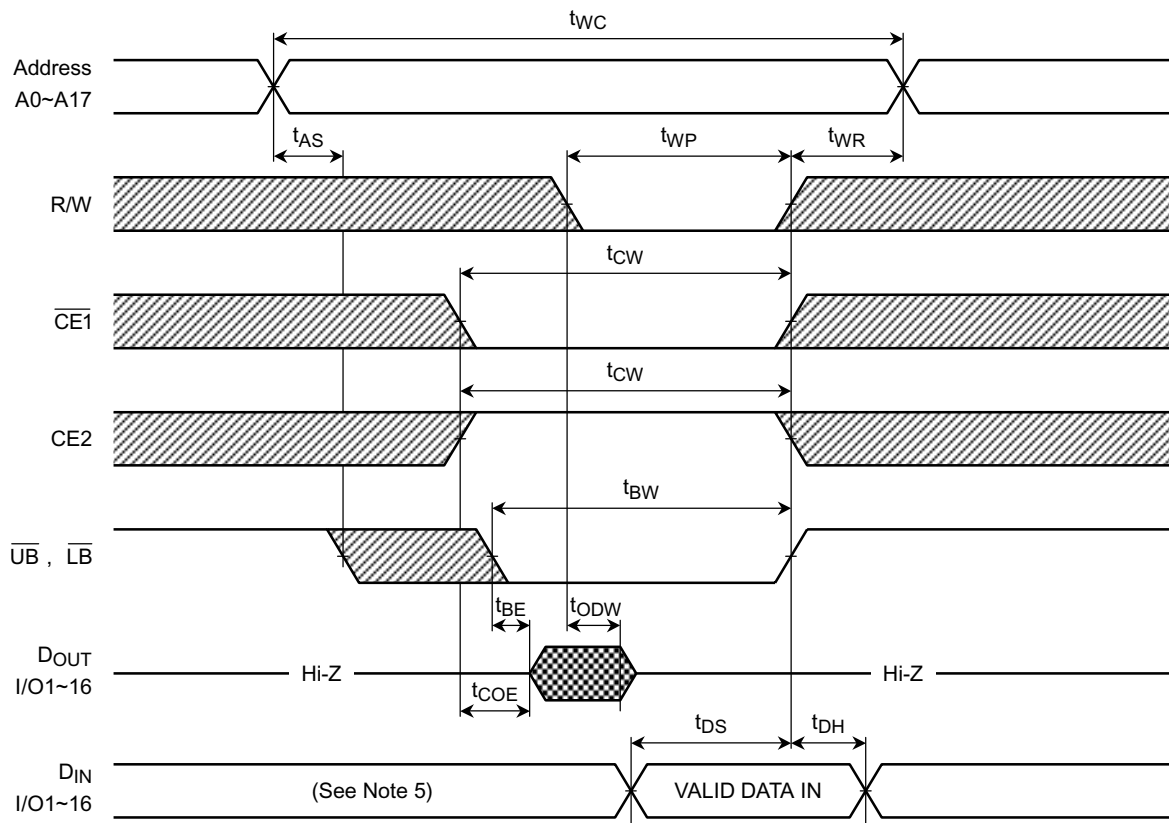 tWC
Address
A0~A17
tAS
tWP
tWR
R/W
tCW
CE1
tCW
CE2
tBW
UB , LB
tBE
tODW
DOUT
I/O1~16
Hi-Z
Hi-Z
tCOE
tDS
tDH
DIN
I/O1~16
(See Note 5)
VALID DATA IN